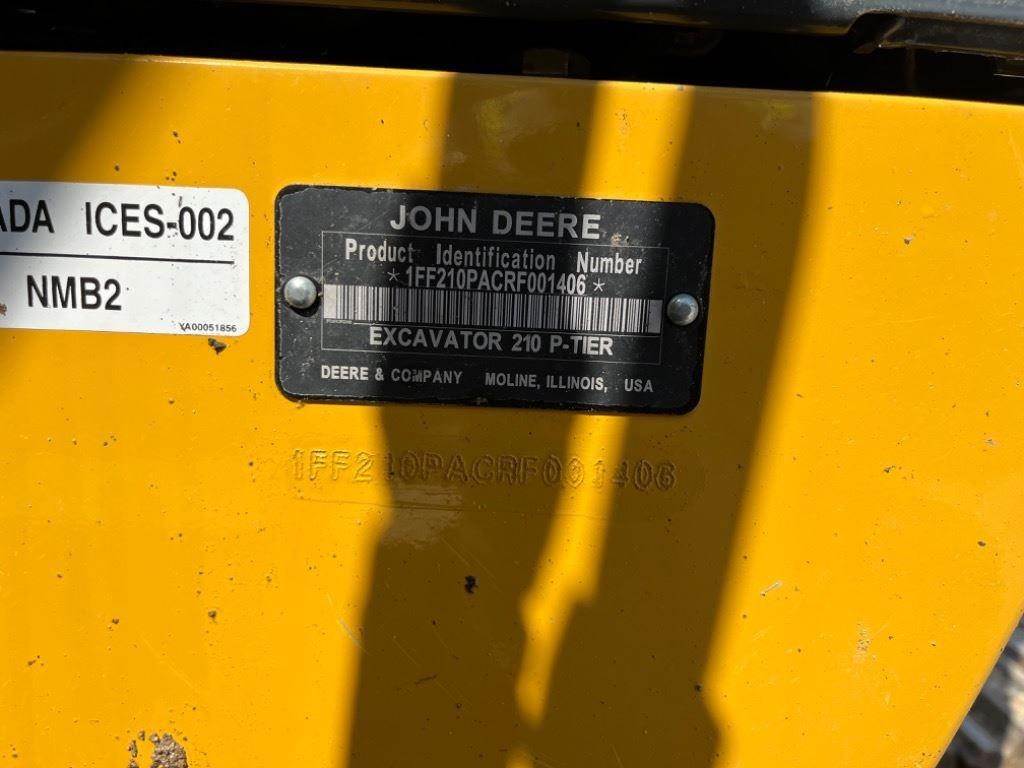 ADA ICES-002
NMB2
YA00051856
JOHN DEERE
Product Identification Number
*1FF210PACRF001406*
EXCAVATOR 210 P-TIER
DEERE & COMPANY MOLINE, ILLINOIS, USA
1FF210PACRF001406